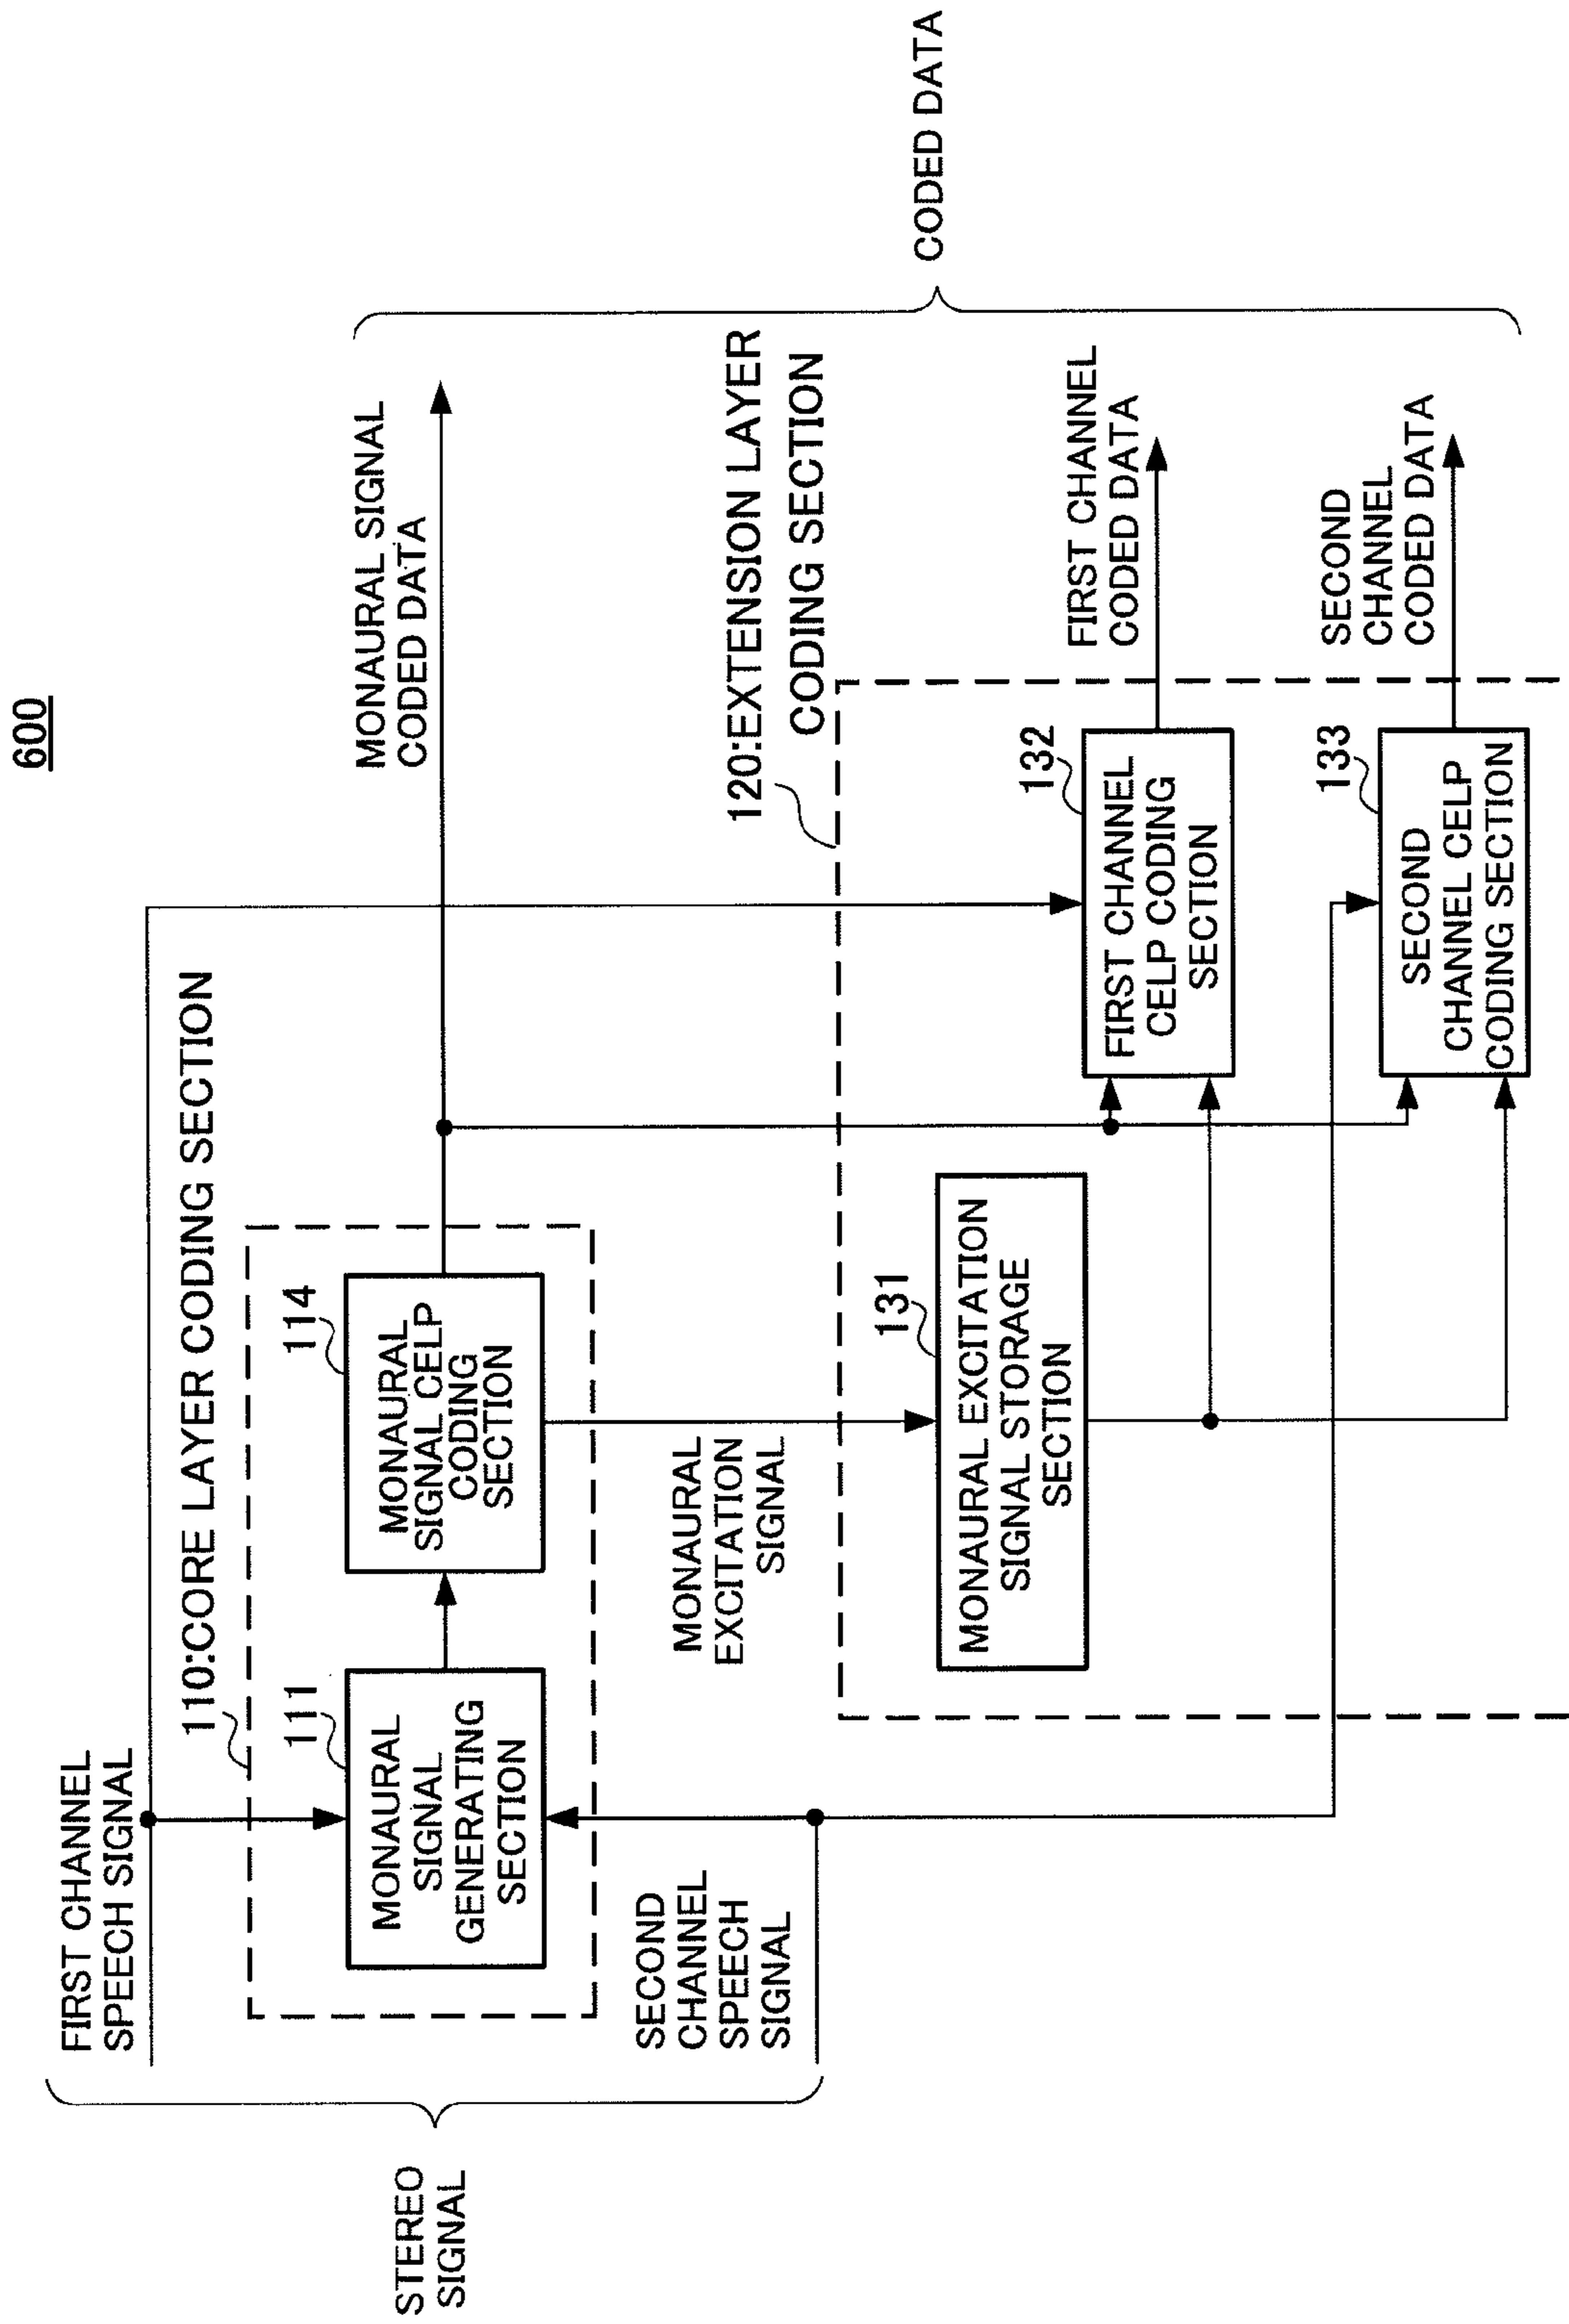 600
FIRST CHANNEL
SPEECH SIGNAL
110:CORE LAYER CODING SECTION
111
MONAURAL
SIGNAL
GENERATING
SECTION
114
MONAURAL
SIGNAL CELP
CODING
SECTION
MONAURAL SIGNAL
CODED DATA
STEREO
SIGNAL
SECOND
CHANNEL
SPEECH
SIGNAL
MONAURAL
EXCITATION
SIGNAL
120:EXTENSION LAYER
CODING SECTION
131
MONAURAL EXCITATION
SIGNAL STORAGE
SECTION
132
FIRST CHANNEL
CELP CODING
SECTION
FIRST CHANNEL
CODED DATA
133
SECOND
CHANNEL CELP
CODING SECTION
SECOND
CHANNEL
CODED DATA
CODED DATA